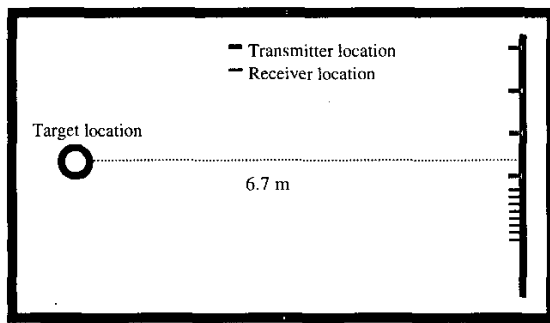 Transmitter location
Receiver location
Target location
6.7 m